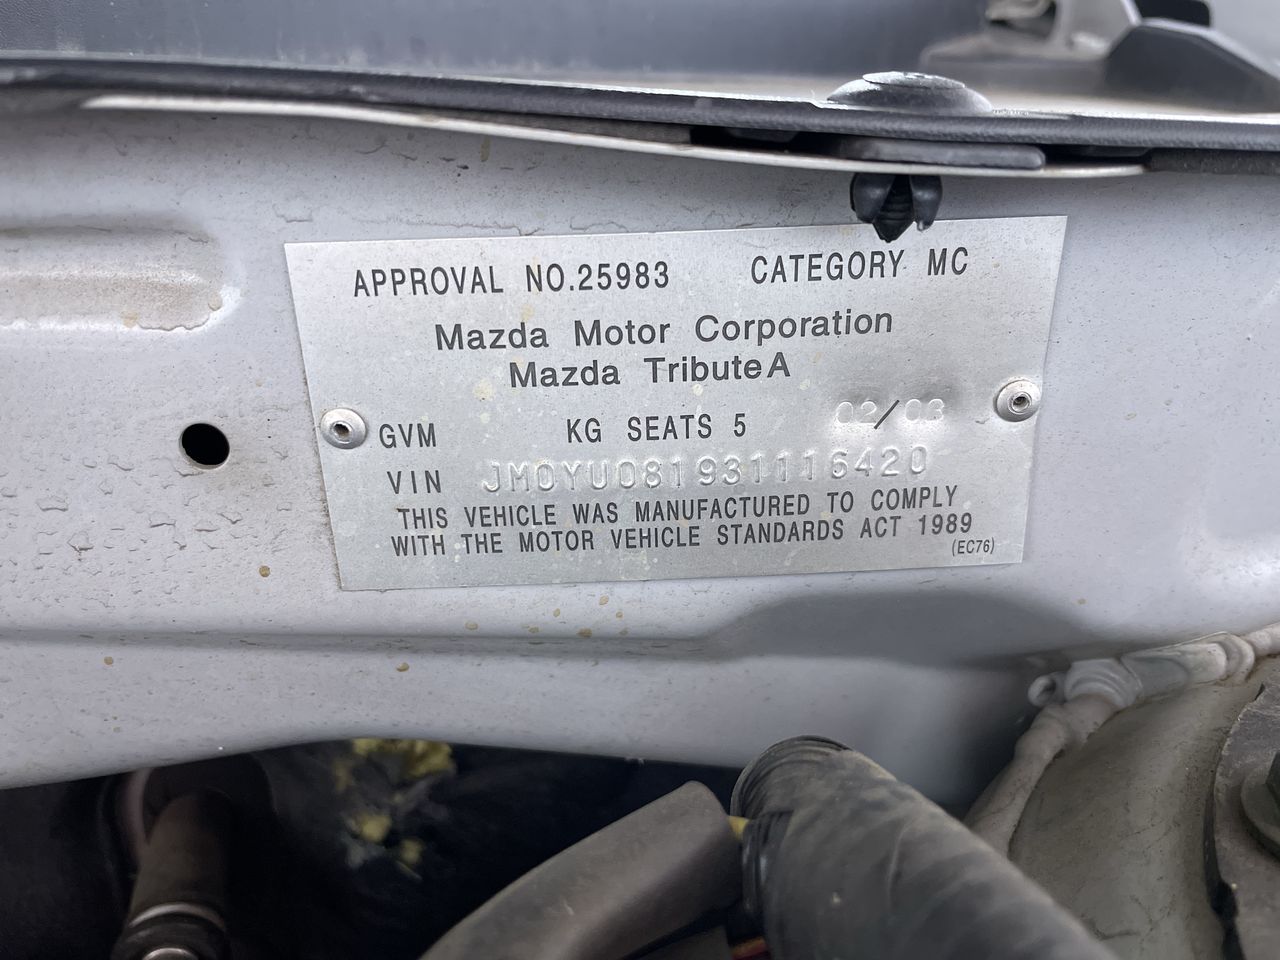 APPROVAL NO.25983 CATEGORY MC
Mazda Motor Corporation
Mazda Tribute A
GVM KG SEATS 5 02/03
VIN JM0YU081931116420
THIS VEHICLE WAS MANUFACTURED TO COMPLY
WITH THE MOTOR VEHICLE STANDARDS ACT 1989
(EC76)